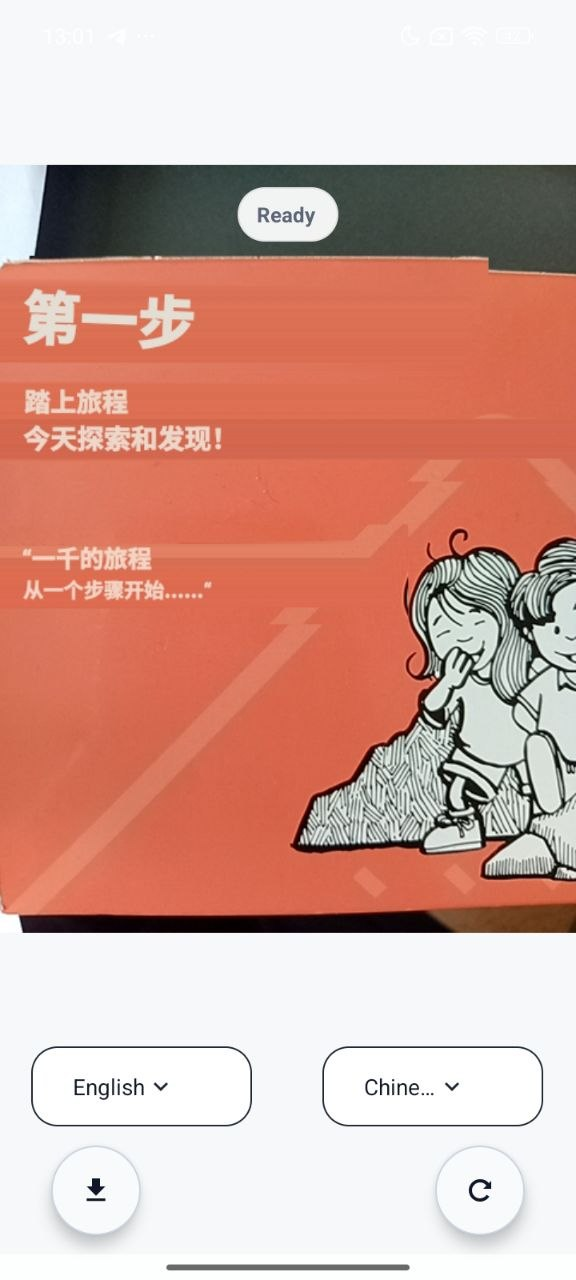 13:01
42
Ready
第一步
踏上旅程
今天探索和发现！
“一千的旅程
从一个步骤开始……“
English
Chine...